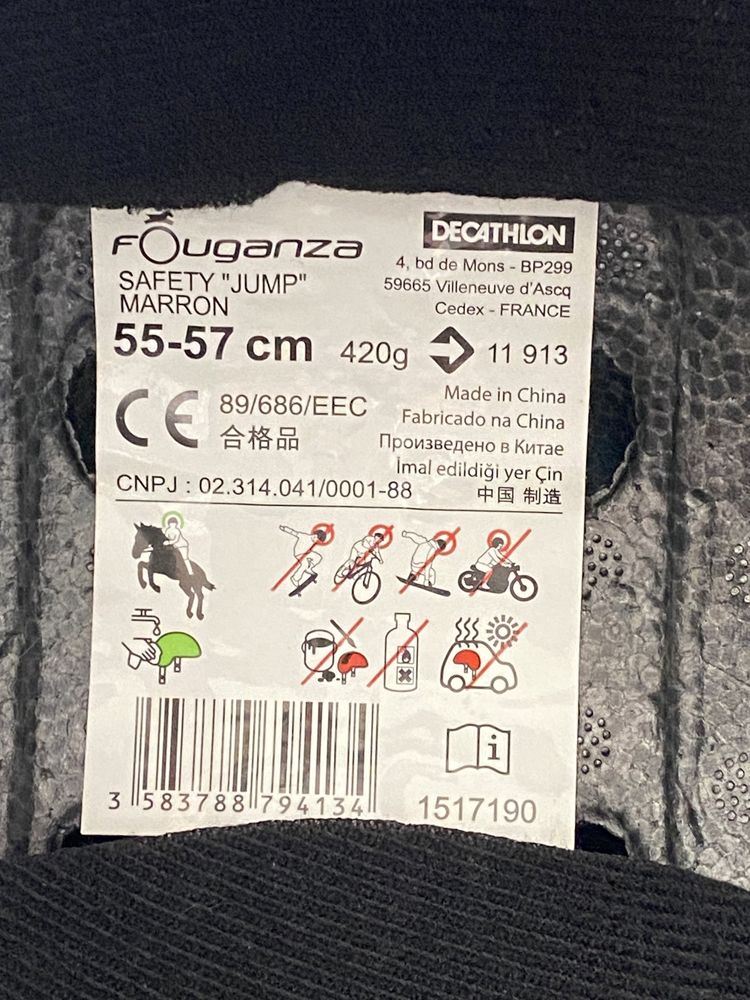 fOuganza
DECATHLON
4, bd de Mons - BP299
59665 Villeneuve d'Ascq
Cedex - FRANCE
SAFETY "JUMP"
MARRON
55-57 cm 420g 11 913
CE 89/686/EEC
合格品
Made in China
Fabricado na China
Произведено в Китае
İmal edildiği yer Çin
中国 制造
CNPJ : 02.314.041/0001-88
i
3 583788 794134
1517190